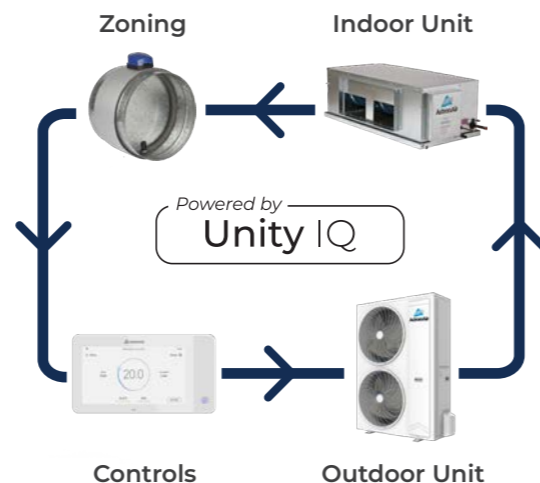 Zoning
Indoor Unit
Powered by
Unity IQ
20.0
Controls
Outdoor Unit